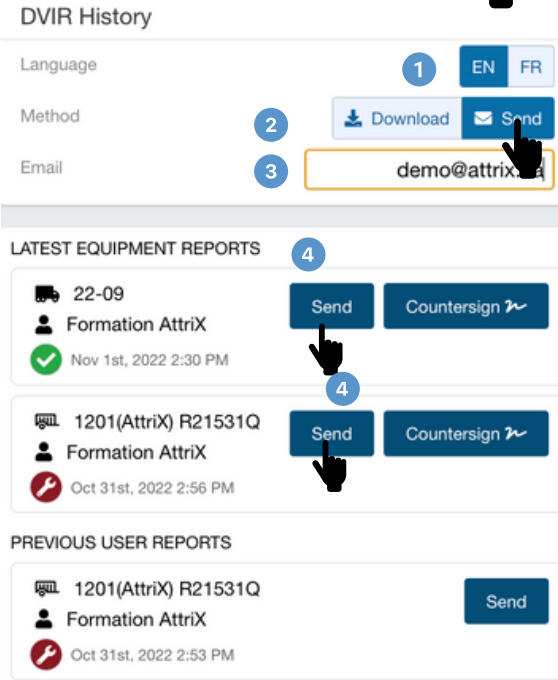 DVIR History
Language 1 EN FR
Method 2 Download Send
Email 3 demo@attrix.
LATEST EQUIPMENT REPORTS 4
22-09
Send Countersign
Formation AttriX
Nov 1st, 2022 2:30 PM
4
1201(AttriX) R21531Q
Send Countersign
Formation AttriX
Oct 31st, 2022 2:56 PM
PREVIOUS USER REPORTS
1201(AttriX) R21531Q
Send
Formation AttriX
Oct 31st, 2022 2:53 PM